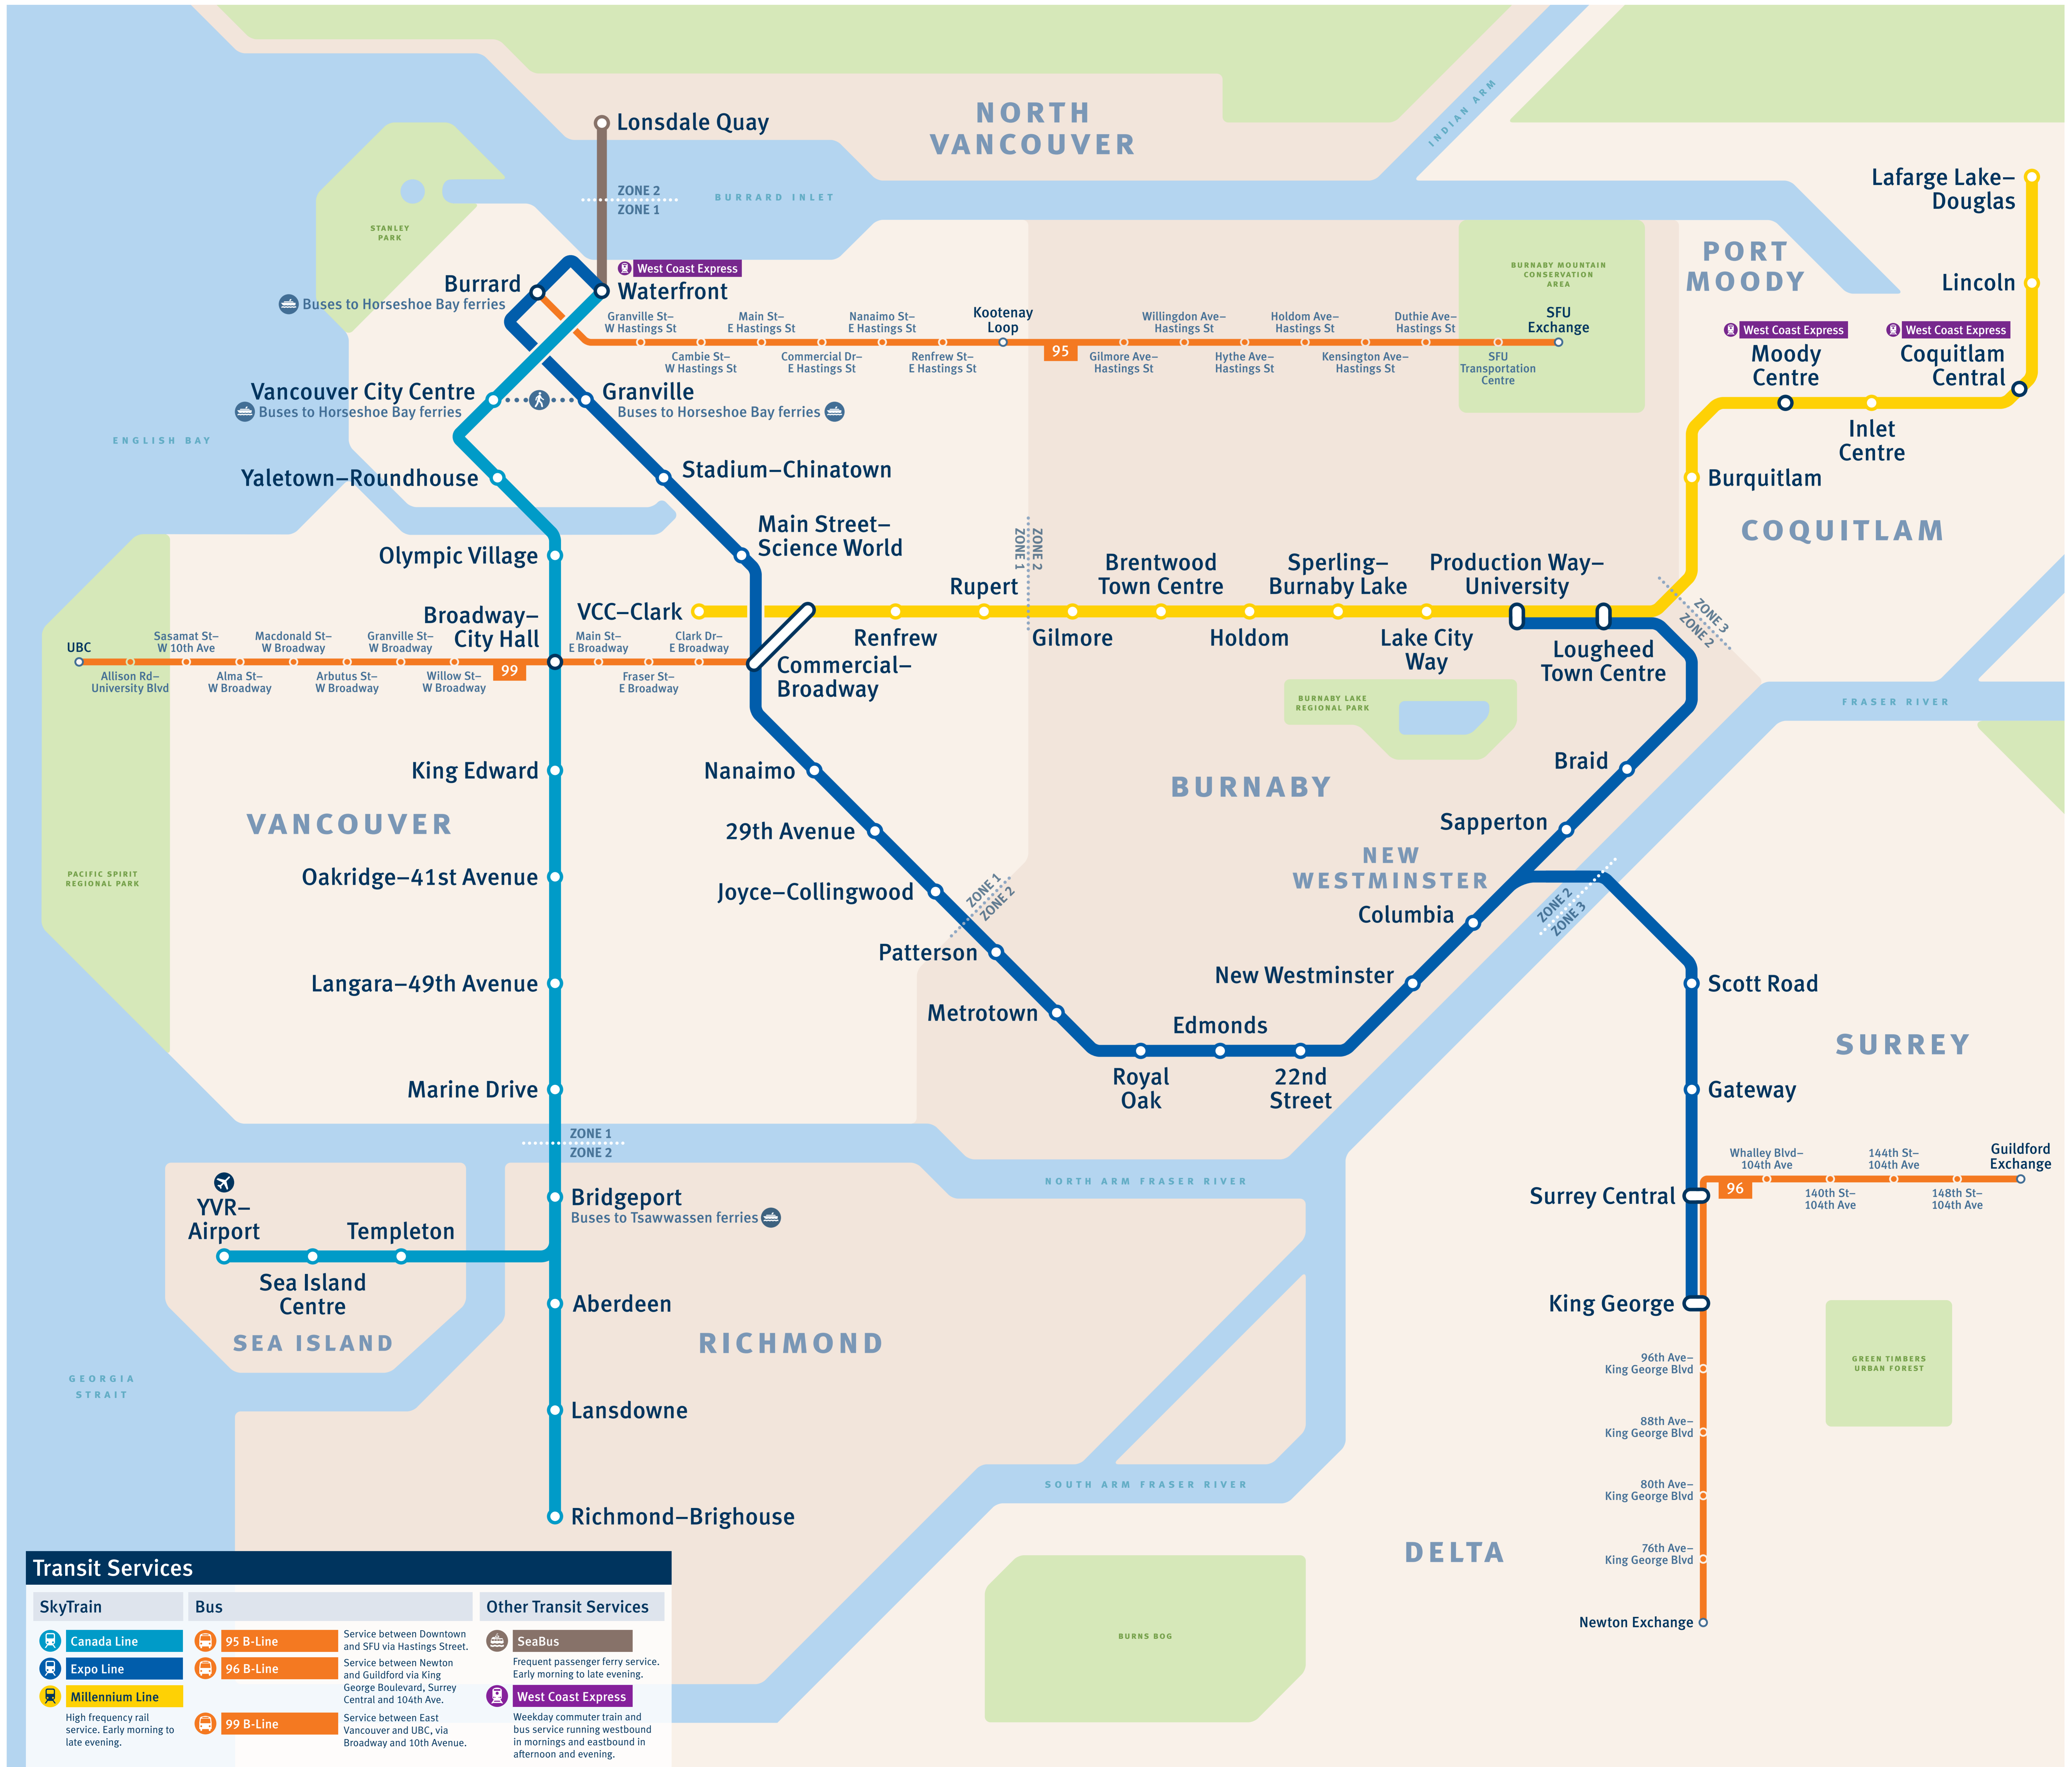 NORTH
VANCOUVER
INDIAN ARM
Lonsdale Quay
ZONE 2
ZONE 1
BURRARD INLET
STANLEY
PARK
Lafarge Lake–
Douglas
PORT
MOODY
Lincoln
BURNABY MOUNTAIN
CONSERVATION
AREA
West Coast Express
Waterfront
Burrard
Buses to Horseshoe Bay ferries
Granville St–
W Hastings St
Main St–
E Hastings St
Nanaimo St–
E Hastings St
Kootenay
Loop
Willingdon Ave–
Hastings St
Holdom Ave–
Hastings St
Duthie Ave–
Hastings St
SFU
Exchange
95
Cambie St–
W Hastings St
Commercial Dr–
E Hastings St
Renfrew St–
E Hastings St
Gilmore Ave–
Hastings St
Hythe Ave–
Hastings St
Kensington Ave–
Hastings St
SFU
Transportation
Centre
West Coast Express
Moody
Centre
West Coast Express
Coquitlam
Central
Inlet
Centre
Vancouver City Centre
Buses to Horseshoe Bay ferries
Granville
Buses to Horseshoe Bay ferries
ENGLISH BAY
Yaletown–Roundhouse
Stadium–Chinatown
Burquitlam
COQUITLAM
Main Street–
Science World
Olympic Village
ZONE 1
ZONE 2
Broadway–
City Hall
VCC–Clark
Rupert
Brentwood
Town Centre
Sperling–
Burnaby Lake
Production Way–
University
Renfrew
Gilmore
Holdom
Lake City
Way
Lougheed
Town Centre
ZONE 3
ZONE 2
UBC
Sasamat St–
W 10th Ave
Macdonald St–
W Broadway
Granville St–
W Broadway
Main St–
E Broadway
Clark Dr–
E Broadway
99
Allison Rd–
University Blvd
Alma St–
W Broadway
Arbutus St–
W Broadway
Willow St–
W Broadway
Fraser St–
E Broadway
Commercial–
Broadway
BURNABY LAKE
REGIONAL PARK
FRASER RIVER
King Edward
Nanaimo
Braid
BURNABY
VANCOUVER
29th Avenue
Sapperton
NEW
WESTMINSTER
PACIFIC SPIRIT
REGIONAL PARK
Oakridge–41st Avenue
Joyce–Collingwood
ZONE 1
ZONE 2
Columbia
ZONE 2
ZONE 3
Patterson
Langara–49th Avenue
New Westminster
Scott Road
Metrotown
Edmonds
SURREY
Royal
Oak
22nd
Street
Marine Drive
Gateway
ZONE 1
ZONE 2
NORTH ARM FRASER RIVER
Whalley Blvd–
104th Ave
144th St–
104th Ave
Guildford
Exchange
Surrey Central
96
140th St–
104th Ave
148th St–
104th Ave
Bridgeport
Buses to Tsawwassen ferries
YVR–
Airport
Templeton
Sea Island
Centre
SEA ISLAND
Aberdeen
RICHMOND
King George
GEORGIA
STRAIT
96th Ave–
King George Blvd
GREEN TIMBERS
URBAN FOREST
Lansdowne
88th Ave–
King George Blvd
SOUTH ARM FRASER RIVER
80th Ave–
King George Blvd
Richmond–Brighouse
DELTA
76th Ave–
King George Blvd
Newton Exchange
BURNS BOG
Transit Services
SkyTrain
Canada Line
Expo Line
Millennium Line
High frequency rail
service. Early morning to
late evening.
Bus
95 B-Line
Service between Downtown
and SFU via Hastings Street.
96 B-Line
Service between Newton
and Guildford via King
George Boulevard, Surrey
Central and 104th Ave.
99 B-Line
Service between East
Vancouver and UBC, via
Broadway and 10th Avenue.
Other Transit Services
SeaBus
Frequent passenger ferry service.
Early morning to late evening.
West Coast Express
Weekday commuter train and
bus service running westbound
in mornings and eastbound in
afternoon and evening.